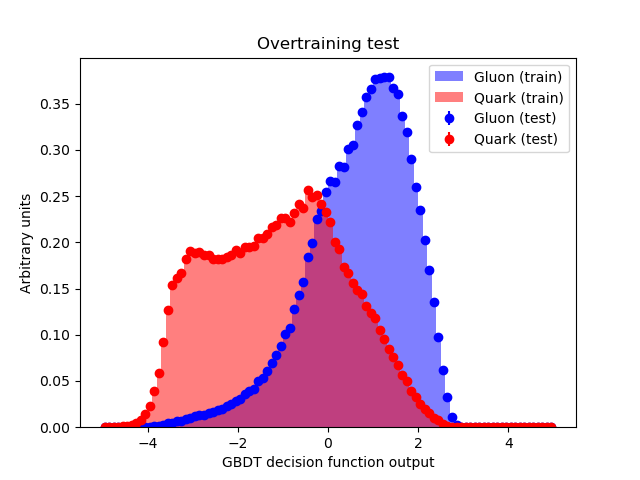 Overtraining test
Gluon (train)
Quark (train)
Gluon (test)
Quark (test)
Arbitrary units
0.35
0.30
0.25
0.20
0.15
0.10
0.05
0.00
−4
−2
0
2
4
GBDT decision function output